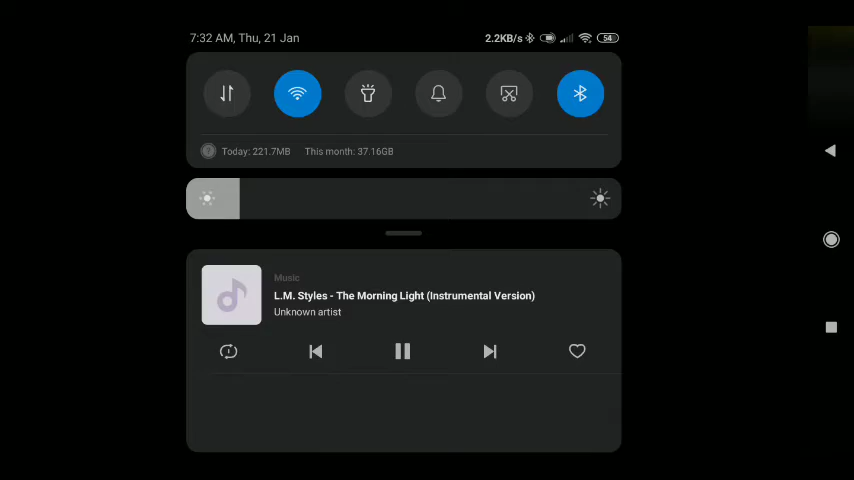 7:32 AM, Thu, 21 Jan 2.2KB/s 54
Today: 221.7MB This month: 37.16GB
Music
L.M. Styles - The Morning Light (Instrumental Version)
Unknown artist